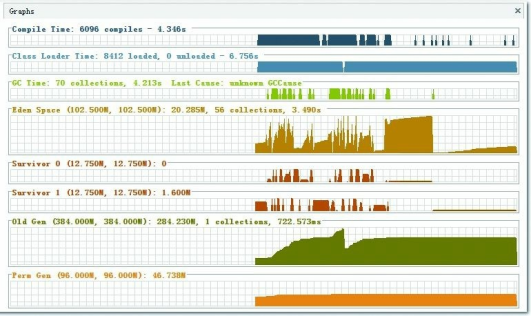 Graphs
Compile Time: 6096 compiles - 4.346s
Class Loader Time: 8412 loaded, 0 unloaded - 6.756s
GC Time: 70 collections, 4.213s Last Cause: unknown GCCause
Eden Space (102.500M, 102.500M): 20.285M, 56 collections, 3.490s
Survivor 0 (12.750M, 12.750M): 0
Survivor 1 (12.750M, 12.750M): 1.600M
Old Gen (384.000M, 384.000M): 284.230M, 1 collections, 722.573ms
Perm Gen (96.000M, 96.000M): 46.738M